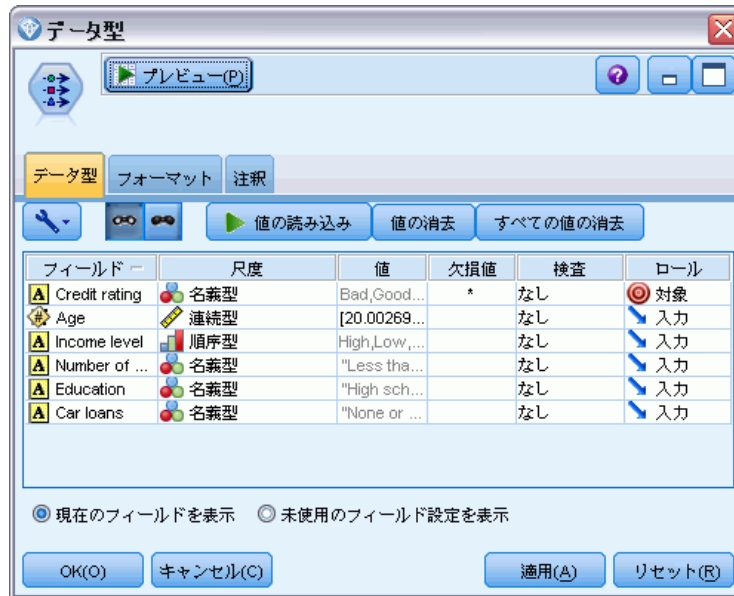 データ型
プレビュー(P)
データ型 フォーマット 注釈
値の読み込み 値の消去 すべての値の消去
フィールド 尺度 値 欠損値 検査 ロール
A Credit rating 名義型 Bad,Good... * なし 対象
# Age 連続型 [20.00269... なし 入力
A Income level 順序型 High,Low,... なし 入力
A Number of ... 名義型 "Less tha... なし 入力
A Education 名義型 "High sch... なし 入力
A Car loans 名義型 "None or ... なし 入力
現在のフィールドを表示 未使用のフィールド設定を表示
OK(O) キャンセル(C) 適用(A) リセット(R)